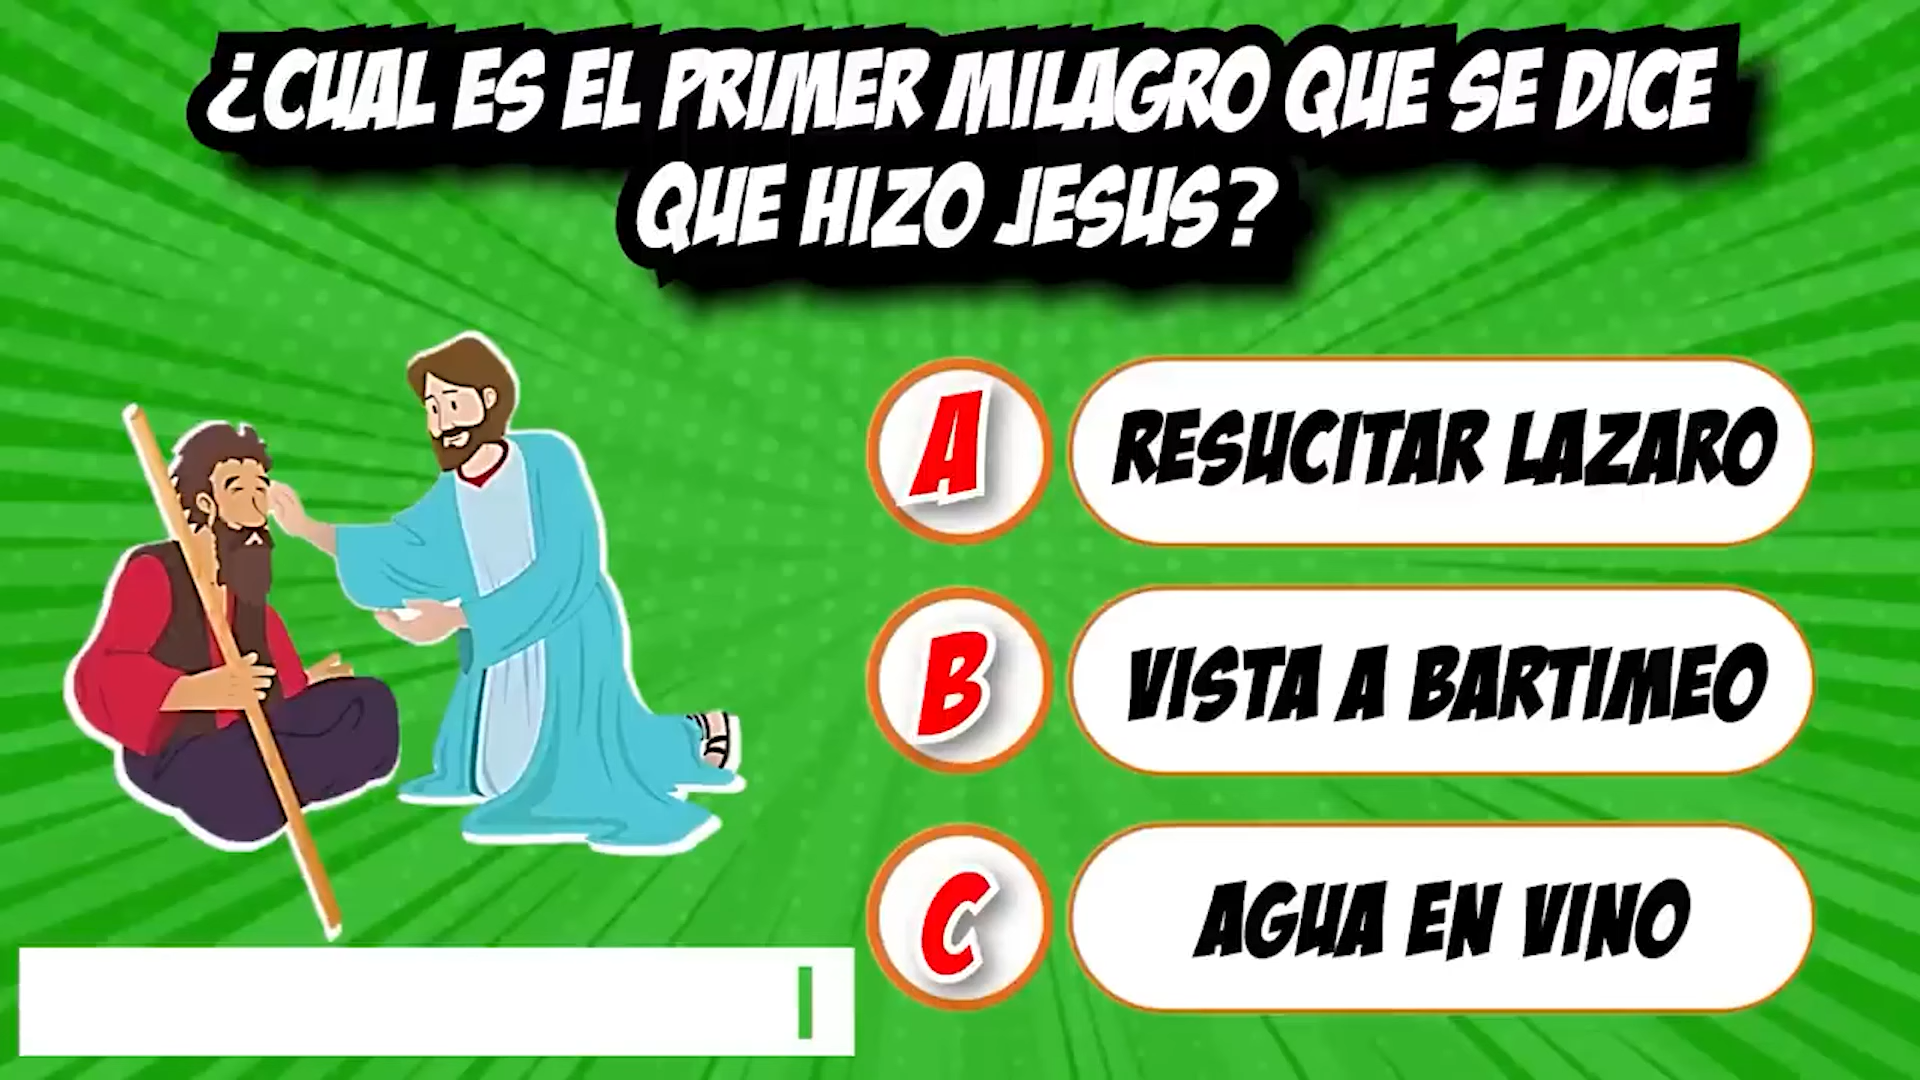 ¿CUAL ES EL PRIMER MILAGRO QUE SE DICE
QUE HIZO JESUS?
A RESUCITAR LAZARO
B VISTA A BARTIMEO
C AGUA EN VINO